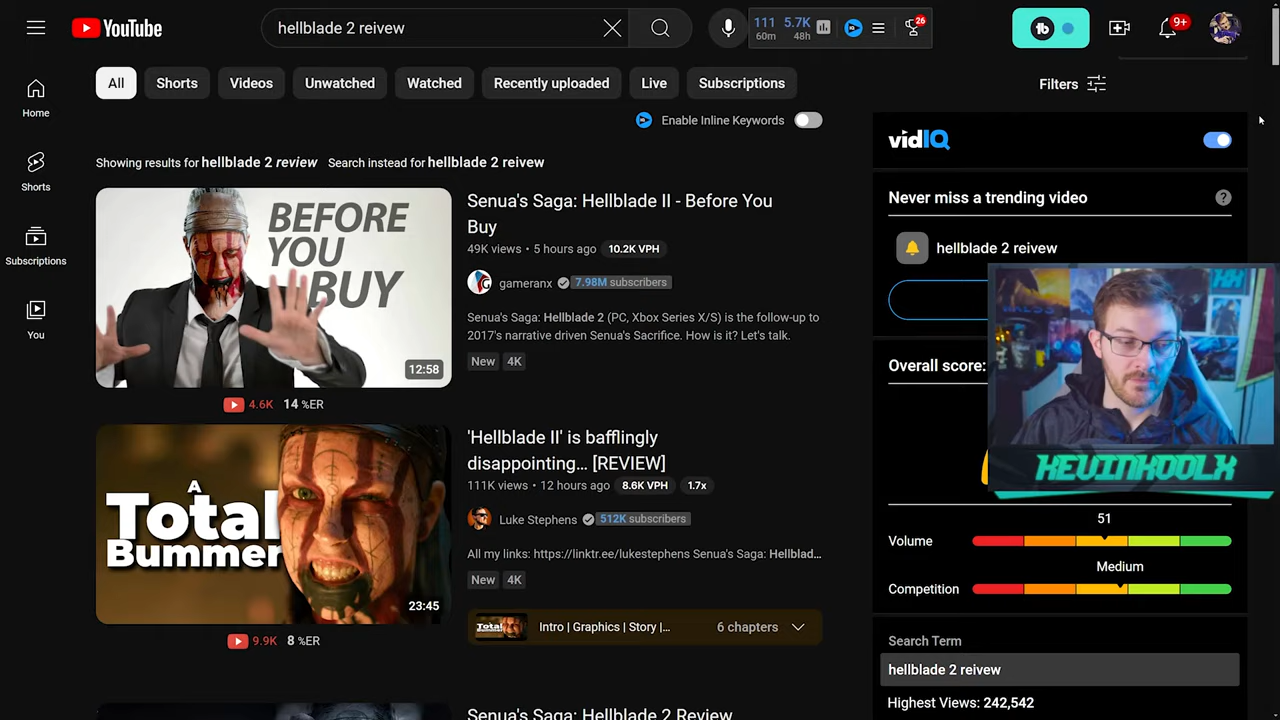 YouTube
hellblade 2 reivew
111 5.7K
60m 48h
26
9+
All
Shorts
Videos
Unwatched
Watched
Recently uploaded
Live
Subscriptions
Filters
Home
Shorts
Subscriptions
You
Enable Inline Keywords
Showing results for hellblade 2 review Search instead for hellblade 2 reivew
BEFORE
YOU
BUY
12:58
4.6K 14 %ER
Senua's Saga: Hellblade II - Before You
Buy
49K views • 5 hours ago 10.2K VPH
gameranx 7.98M subscribers
Senua's Saga: Hellblade 2 (PC, Xbox Series X/S) is the follow-up to
2017's narrative driven Senua's Sacrifice. How is it? Let's talk.
New 4K
A
Total
Bummer
23:45
9.9K 8 %ER
'Hellblade II' is bafflingly
disappointing... [REVIEW]
111K views • 12 hours ago 8.6K VPH 1.7x
Luke Stephens 512K subscribers
All my links: https://linktr.ee/lukestephens Senua's Saga: Hellblad...
New 4K
Intro | Graphics | Story |... 6 chapters
Senua's Saga: Hellblade 2 Review
vidIQ
Never miss a trending video
hellblade 2 reivew
Overall score:
KEVINKOOLX
51
Volume
Medium
Competition
Search Term
hellblade 2 reivew
Highest Views: 242,542